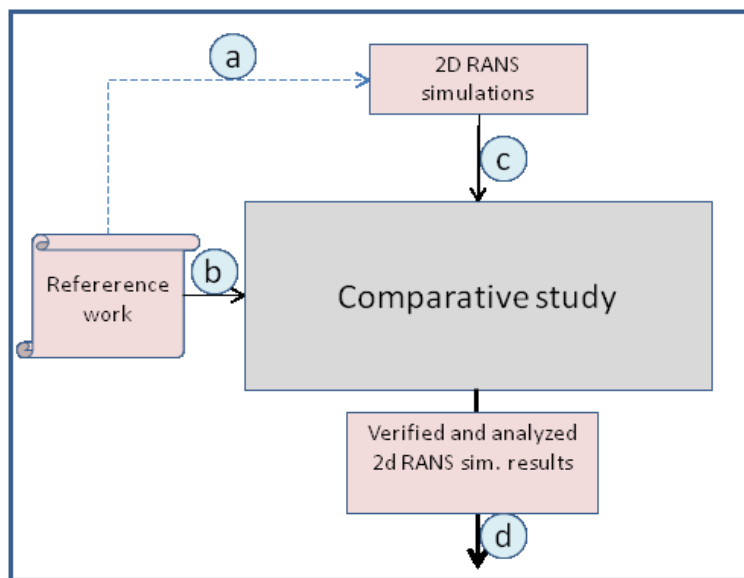 a
2D RANS
simulations
c
Refererence
work
b
Comparative study
Verified and analyzed
2d RANS sim. results
d